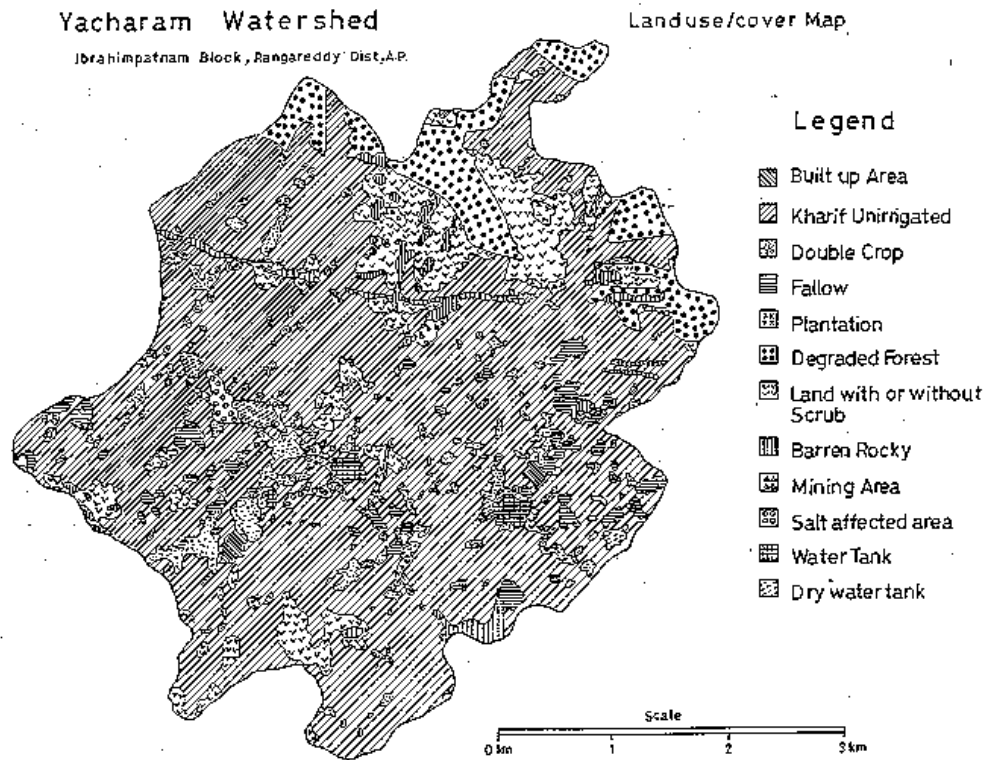 Yacharam Watershed
Landuse/cover Map
Ibrahimpatnam Block, Rangareddy Dist, A.P.
Legend
Built up Area
Kharif Unirrigated
Double Crop
Fallow
Plantation
Degraded Forest
Land with or without
Scrub
Barren Rocky
Mining Area
Salt affected area
Water Tank
Dry water tank
Scale
0 km 1 2 3 km